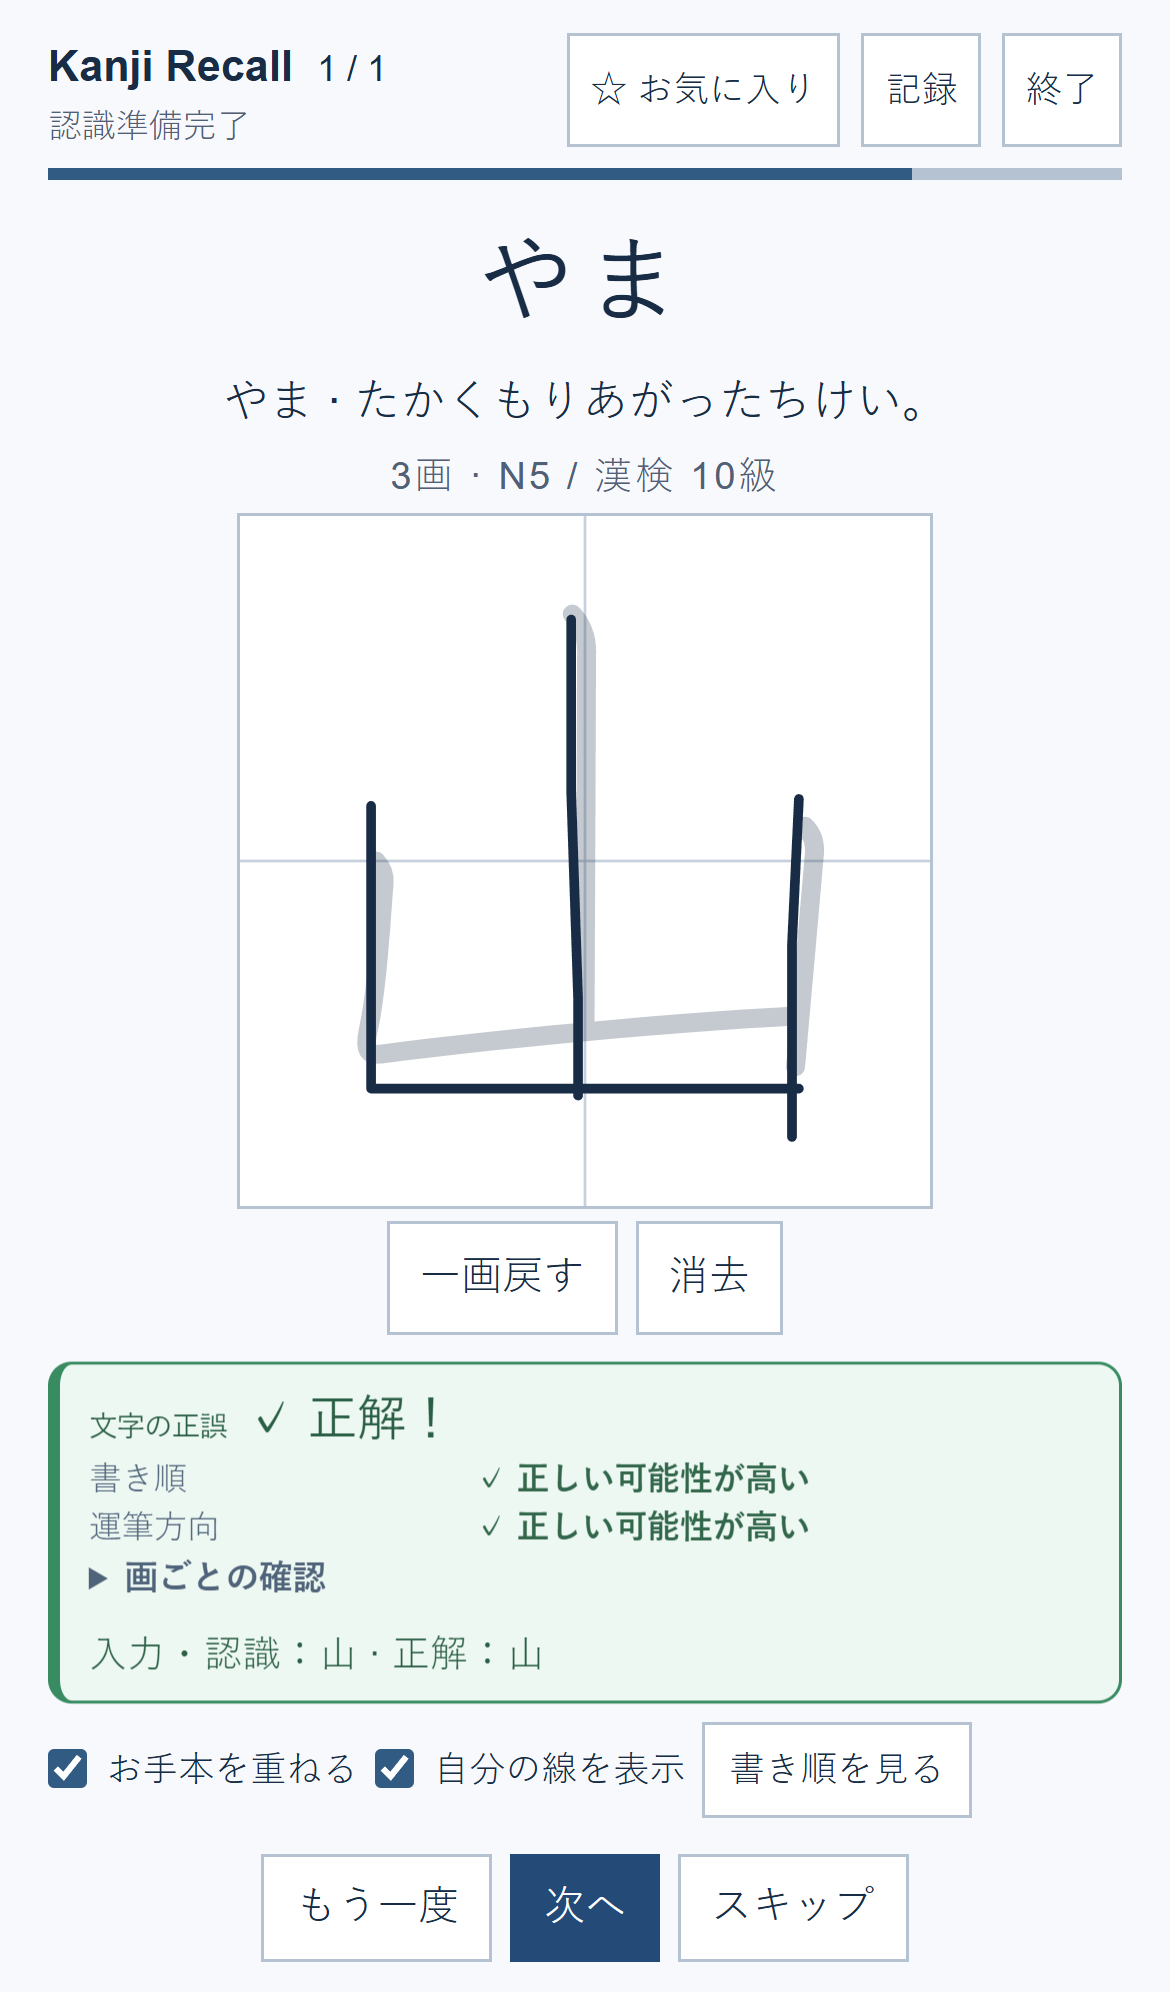 Kanji Recall 1 / 1
認識準備完了
☆ お気に入り
記録
終了
やま
やま · たかくもりあがったちけい。
3画 · N5 / 漢検 10級
山
一画戻す
消去
文字の正誤 ✓ 正解！
書き順 ✓ 正しい可能性が高い
運筆方向 ✓ 正しい可能性が高い
▶ 画ごとの確認
入力・認識：山 · 正解：山
お手本を重ねる
自分の線を表示
書き順を見る
もう一度
次へ
スキップ